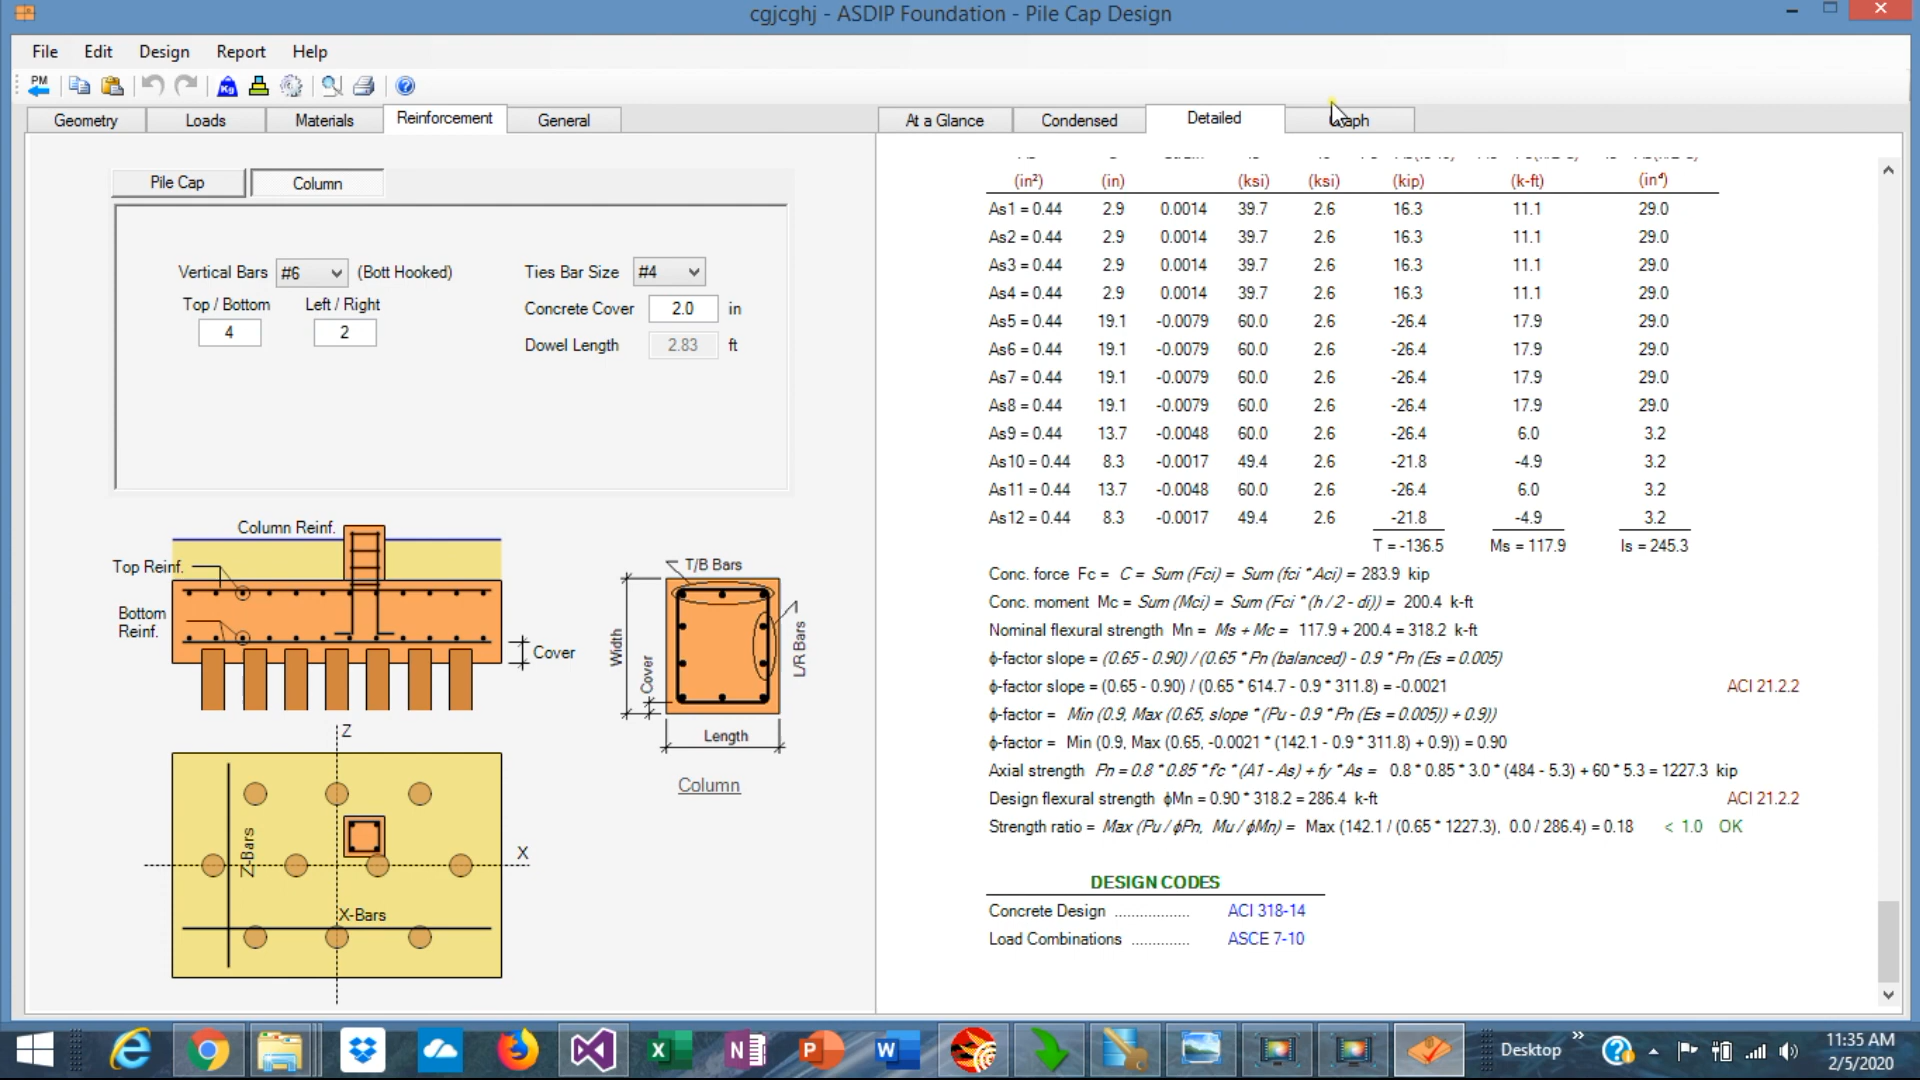 cgjcghj - ASDIP Foundation - Pile Cap Design
File Edit Design Report Help
PM
Kg
Geometry Loads Materials Reinforcement General
At a Glance Condensed Detailed Graph
Pile Cap Column
Vertical Bars #6 (Bott Hooked) Ties Bar Size #4
Top / Bottom Left / Right Concrete Cover 2.0 in
4 2
Dowel Length 2.83 ft
Column Reinf.
Top Reinf.
Bottom
Reinf.
Cover
T/B Bars
Width
Cover
L/R Bars
Length
Column
Z
X
Z-Bars
X-Bars
(in²) (in) (ksi) (ksi) (kip) (k-ft) (in⁴)
As1 = 0.44 2.9 0.0014 39.7 2.6 16.3 11.1 29.0
As2 = 0.44 2.9 0.0014 39.7 2.6 16.3 11.1 29.0
As3 = 0.44 2.9 0.0014 39.7 2.6 16.3 11.1 29.0
As4 = 0.44 2.9 0.0014 39.7 2.6 16.3 11.1 29.0
As5 = 0.44 19.1 -0.0079 60.0 2.6 -26.4 17.9 29.0
As6 = 0.44 19.1 -0.0079 60.0 2.6 -26.4 17.9 29.0
As7 = 0.44 19.1 -0.0079 60.0 2.6 -26.4 17.9 29.0
As8 = 0.44 19.1 -0.0079 60.0 2.6 -26.4 17.9 29.0
As9 = 0.44 13.7 -0.0048 60.0 2.6 -26.4 6.0 3.2
As10 = 0.44 8.3 -0.0017 49.4 2.6 -21.8 -4.9 3.2
As11 = 0.44 13.7 -0.0048 60.0 2.6 -26.4 6.0 3.2
As12 = 0.44 8.3 -0.0017 49.4 2.6 -21.8 -4.9 3.2
T = -136.5 Ms = 117.9 Is = 245.3
Conc. force Fc = C = Sum (Fci) = Sum (fci * Aci) = 283.9 kip
Conc. moment Mc = Sum (Mci) = Sum (Fci * (h / 2 - di)) = 200.4 k-ft
Nominal flexural strength Mn = Ms + Mc = 117.9 + 200.4 = 318.2 k-ft
ϕ-factor slope = (0.65 - 0.90) / (0.65 * Pn (balanced) - 0.9 * Pn (Es = 0.005)
ϕ-factor slope = (0.65 - 0.90) / (0.65 * 614.7 - 0.9 * 311.8) = -0.0021 ACI 21.2.2
ϕ-factor = Min (0.9, Max (0.65, slope * (Pu - 0.9 * Pn (Es = 0.005)) + 0.9))
ϕ-factor = Min (0.9, Max (0.65, -0.0021 * (142.1 - 0.9 * 311.8) + 0.9)) = 0.90
Axial strength Pn = 0.8 * 0.85 * f'c * (A1 - As) + fy * As = 0.8 * 0.85 * 3.0 * (484 - 5.3) + 60 * 5.3 = 1227.3 kip
Design flexural strength ϕMn = 0.90 * 318.2 = 286.4 k-ft ACI 21.2.2
Strength ratio = Max (Pu / ϕPn, Mu / ϕMn) = Max (142.1 / (0.65 * 1227.3), 0.0 / 286.4) = 0.18 < 1.0 OK
DESIGN CODES
Concrete Design ................. ACI 318-14
Load Combinations ............. ASCE 7-10
Desktop
11:35 AM
2/5/2020